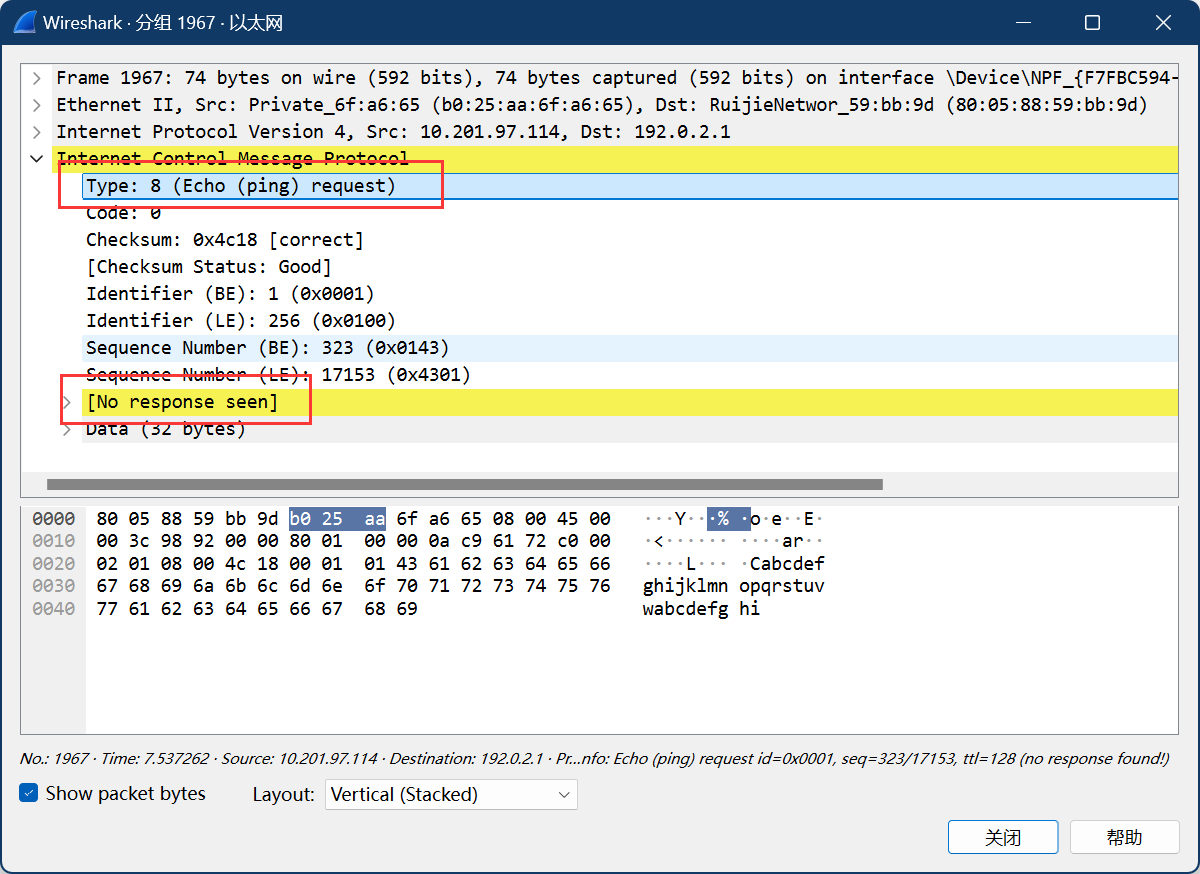 Wireshark · 分组 1967 · 以太网
Frame 1967: 74 bytes on wire (592 bits), 74 bytes captured (592 bits) on interface \Device\NPF_{F7FBC594-
Ethernet II, Src: Private_6f:a6:65 (b0:25:aa:6f:a6:65), Dst: RuijieNetwor_59:bb:9d (80:05:88:59:bb:9d)
Internet Protocol Version 4, Src: 10.201.97.114, Dst: 192.0.2.1
Internet Control Message Protocol
Type: 8 (Echo (ping) request)
Code: 0
Checksum: 0x4c18 [correct]
[Checksum Status: Good]
Identifier (BE): 1 (0x0001)
Identifier (LE): 256 (0x0100)
Sequence Number (BE): 323 (0x0143)
Sequence Number (LE): 17153 (0x4301)
[No response seen]
Data (32 bytes)
0000 80 05 88 59 bb 9d b0 25 aa 6f a6 65 08 00 45 00 ···Y···% ·o·e··E·
0010 00 3c 98 92 00 00 80 01 00 00 0a c9 61 72 c0 00 ·<······ ····ar··
0020 02 01 08 00 4c 18 00 01 01 43 61 62 63 64 65 66 ····L··· ·Cabcdef
0030 67 68 69 6a 6b 6c 6d 6e 6f 70 71 72 73 74 75 76 ghijklmn opqrstuv
0040 77 61 62 63 64 65 66 67 68 69 wabcdefg hi
No.: 1967 · Time: 7.537262 · Source: 10.201.97.114 · Destination: 192.0.2.1 · Pr...nfo: Echo (ping) request id=0x0001, seq=323/17153, ttl=128 (no response found!)
Show packet bytes Layout: Vertical (Stacked)
关闭 帮助